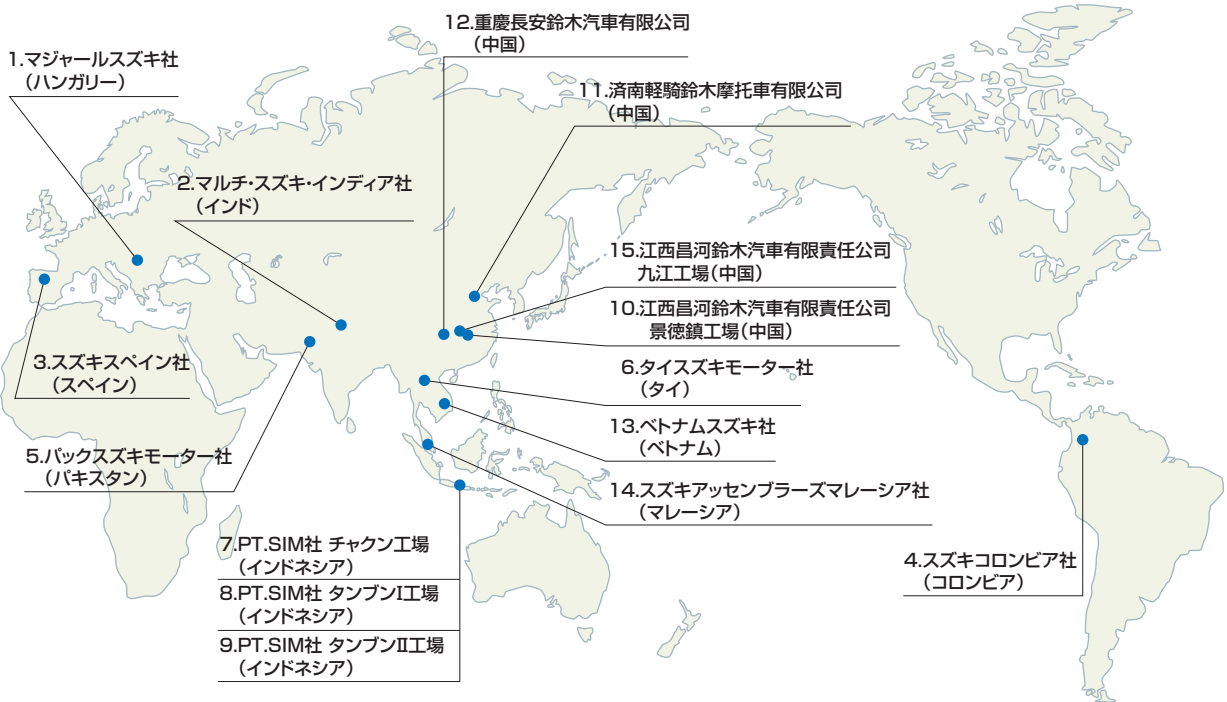 12.重慶長安鈴木汽車有限公司
(中国)
1.マジャールスズキ社
(ハンガリー)
11.済南軽騎鈴木摩托車有限公司
(中国)
2.マルチ・スズキ・インディア社
(インド)
15.江西昌河鈴木汽車有限責任公司
九江工場(中国)
10.江西昌河鈴木汽車有限責任公司
景徳鎮工場(中国)
3.スズキスペイン社
(スペイン)
6.タイスズキモーター社
(タイ)
13.ベトナムスズキ社
(ベトナム)
5.パックスズキモーター社
(パキスタン)
14.スズキアッセンブラーズマレーシア社
(マレーシア)
7.PT.SIM社 チャクン工場
(インドネシア)
4.スズキコロンビア社
(コロンビア)
8.PT.SIM社 タンブンI工場
(インドネシア)
9.PT.SIM社 タンブンII工場
(インドネシア)